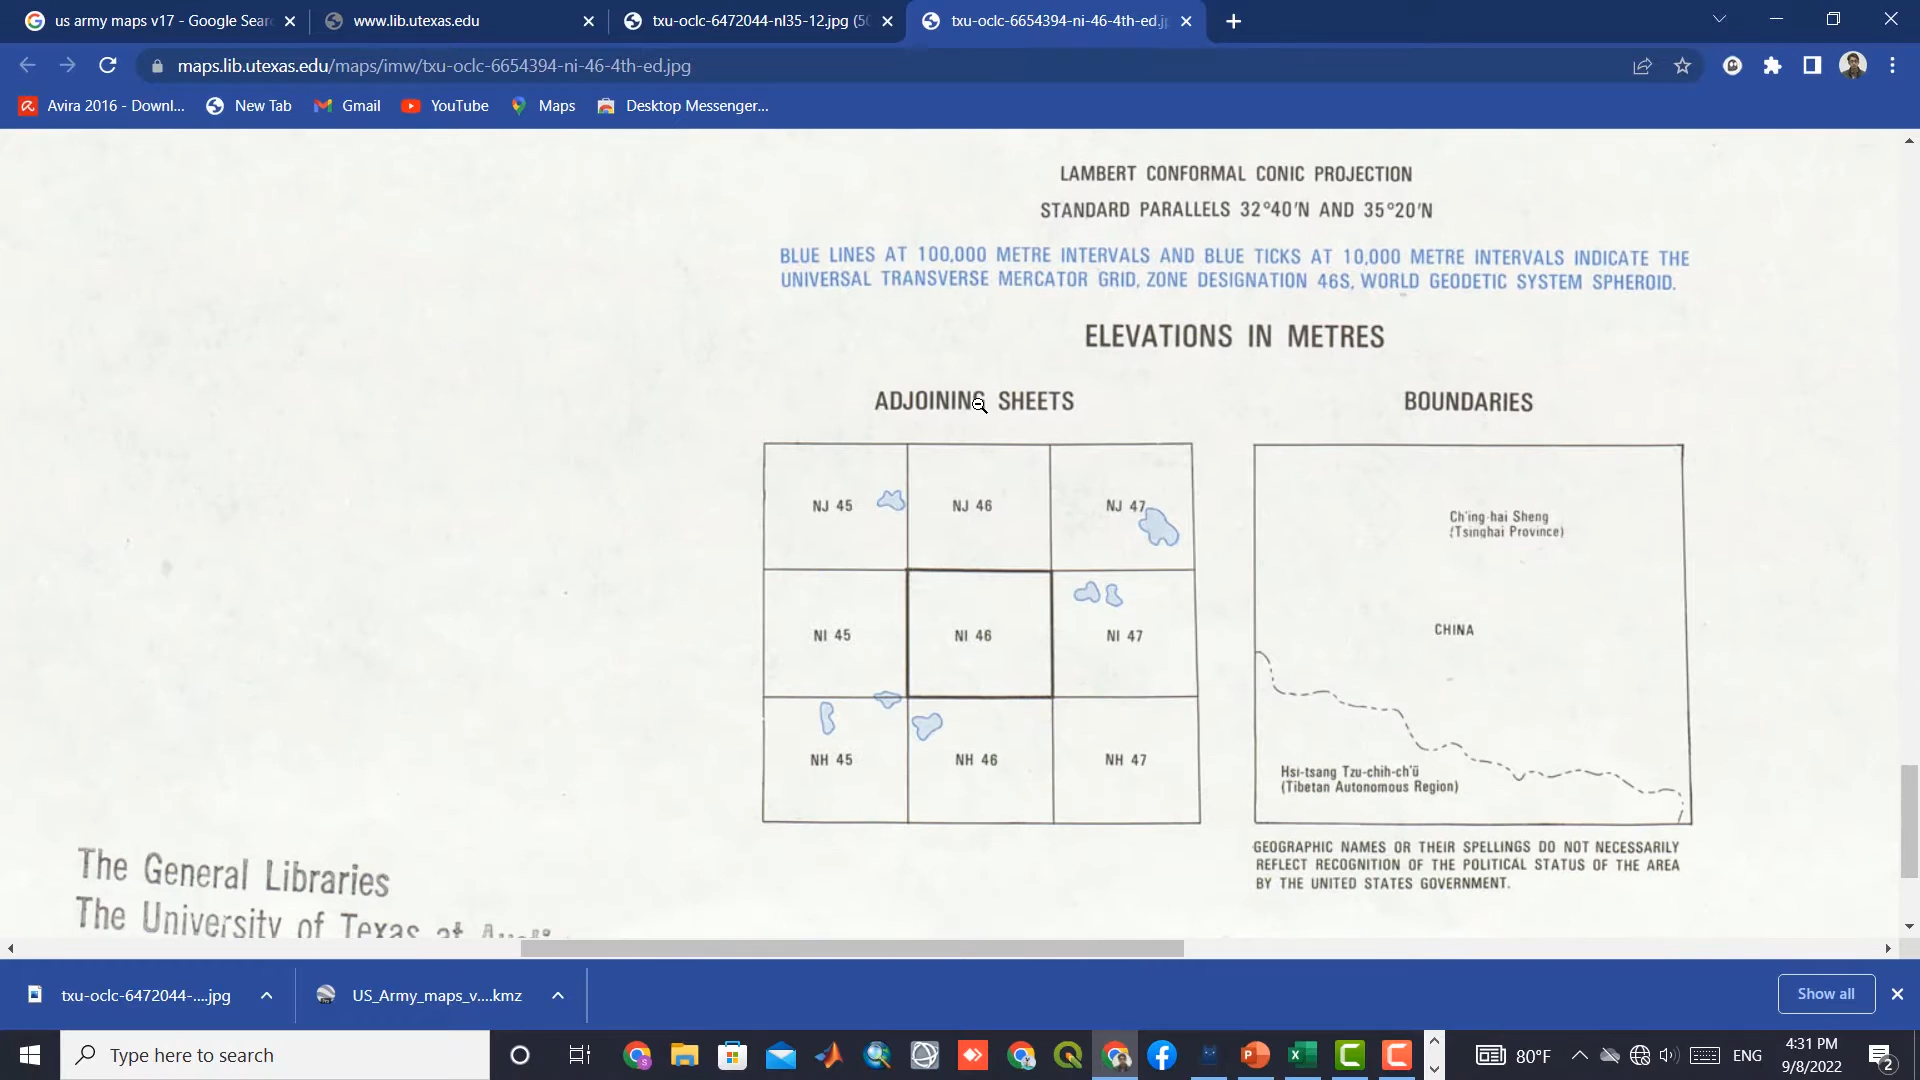 us army maps v17 - Google Sear
www.lib.utexas.edu
txu-oclc-6472044-nl35-12.jpg (50
txu-oclc-6654394-ni-46-4th-ed.jp
maps.lib.utexas.edu/maps/imw/txu-oclc-6654394-ni-46-4th-ed.jpg
Avira 2016 - Downl...
New Tab
Gmail
YouTube
Maps
Desktop Messenger...
LAMBERT CONFORMAL CONIC PROJECTION
STANDARD PARALLELS 32°40'N AND 35°20'N
BLUE LINES AT 100,000 METRE INTERVALS AND BLUE TICKS AT 10,000 METRE INTERVALS INDICATE THE
UNIVERSAL TRANSVERSE MERCATOR GRID, ZONE DESIGNATION 46S, WORLD GEODETIC SYSTEM SPHEROID.
ELEVATIONS IN METRES
ADJOINING SHEETS
NJ 45
NJ 46
NJ 47
NI 45
NI 46
NI 47
NH 45
NH 46
NH 47
BOUNDARIES
Ch'ing-hai Sheng
(Tsinghai Province)
CHINA
Hsi-tsang Tzu-chih-ch'ü
(Tibetan Autonomous Region)
GEOGRAPHIC NAMES OR THEIR SPELLINGS DO NOT NECESSARILY
REFLECT RECOGNITION OF THE POLITICAL STATUS OF THE AREA
BY THE UNITED STATES GOVERNMENT.
The General Libraries
The University of Texas at
txu-oclc-6472044-....jpg
US_Army_maps_v....kmz
Show all
Type here to search
80°F
ENG
4:31 PM
9/8/2022
2